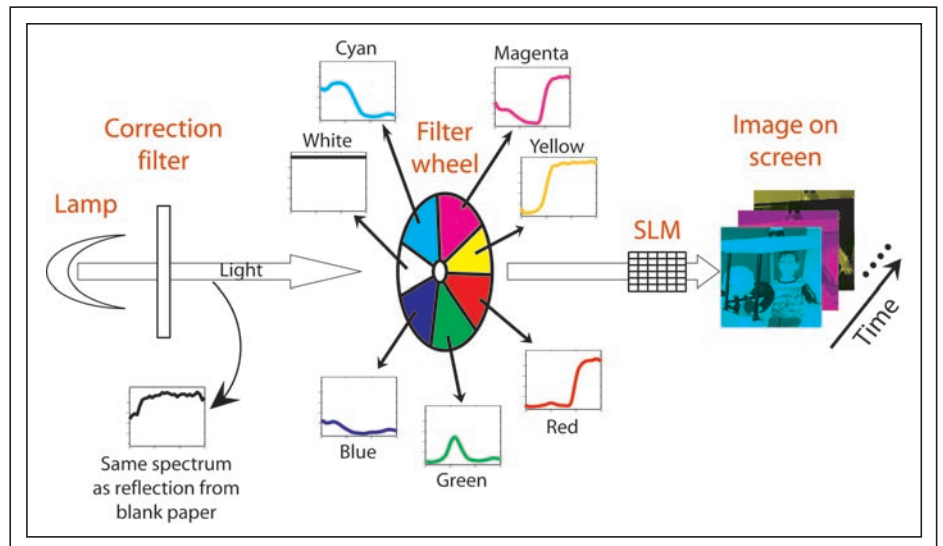 Cyan
Magenta
Correction
filter
White
Filter
wheel
Yellow
Image on
screen
Lamp
SLM
Light
Time
Blue
Green
Red
Same spectrum
as reflection from
blank paper